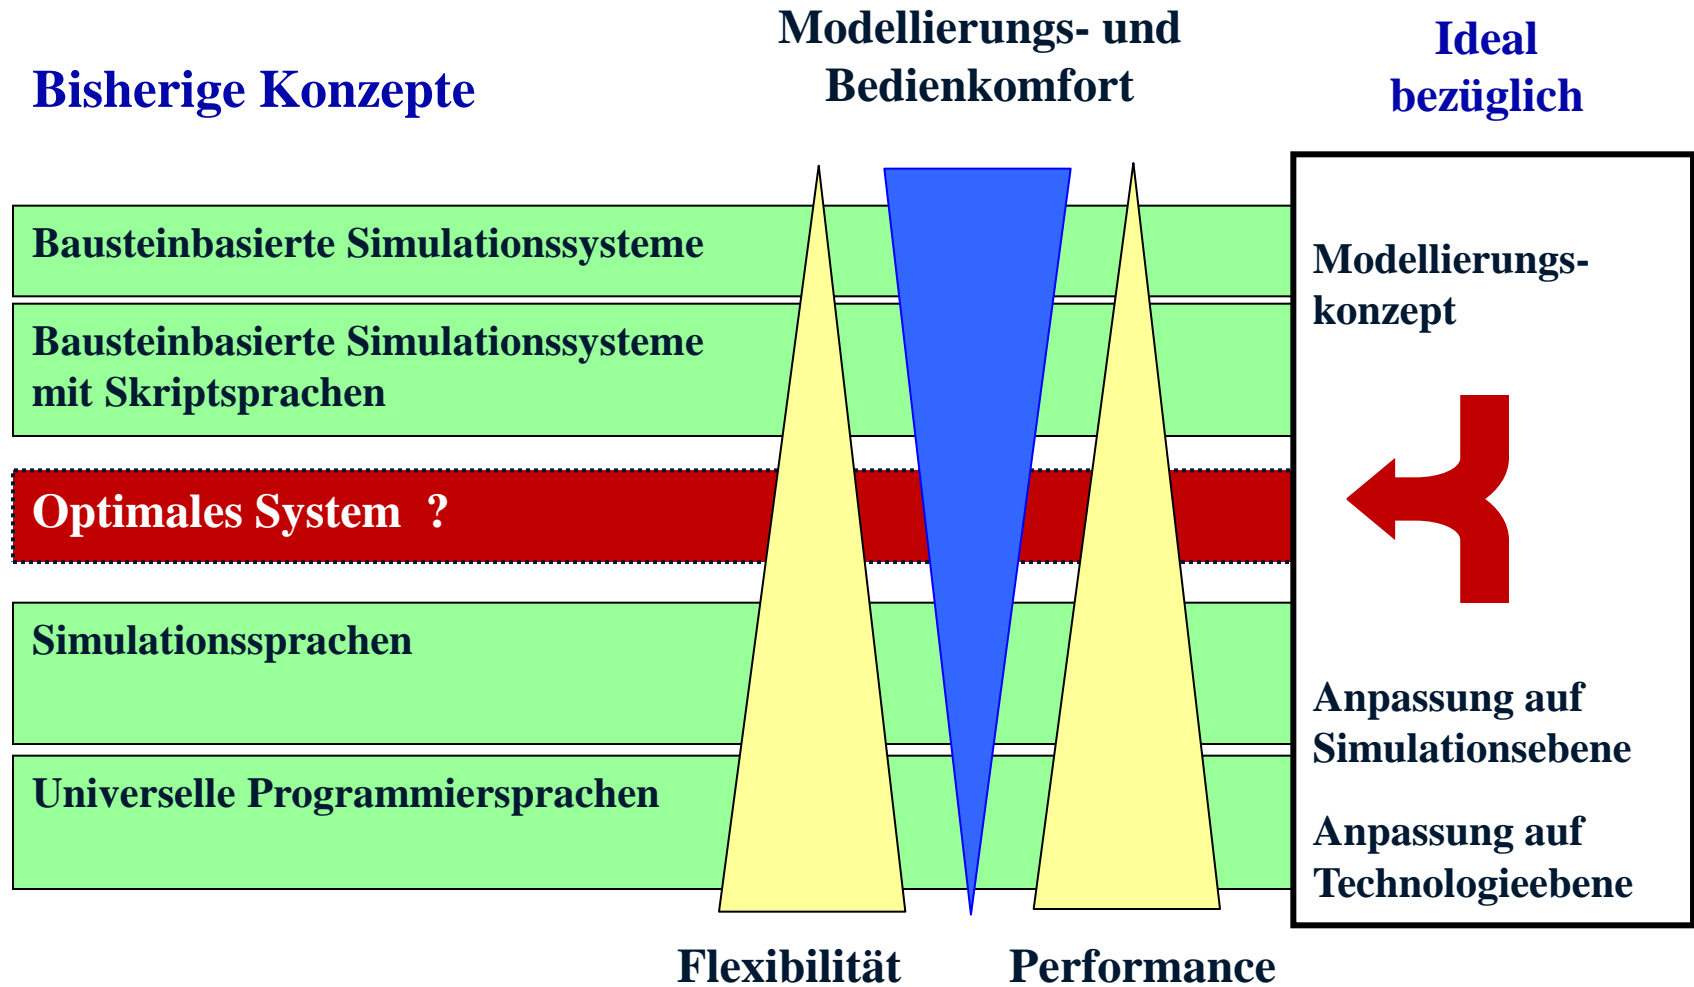 Modellierungs- und
Bedienkomfort
Ideal
bezüglich
Bisherige Konzepte
Bausteinbasierte Simulationssysteme
Bausteinbasierte Simulationssysteme
mit Skriptsprachen
Optimales System ?
Simulationssprachen
Universelle Programmiersprachen
Modellierungs-
konzept
Anpassung auf
Simulationsebene
Anpassung auf
Technologieebene
Flexibilität
Performance